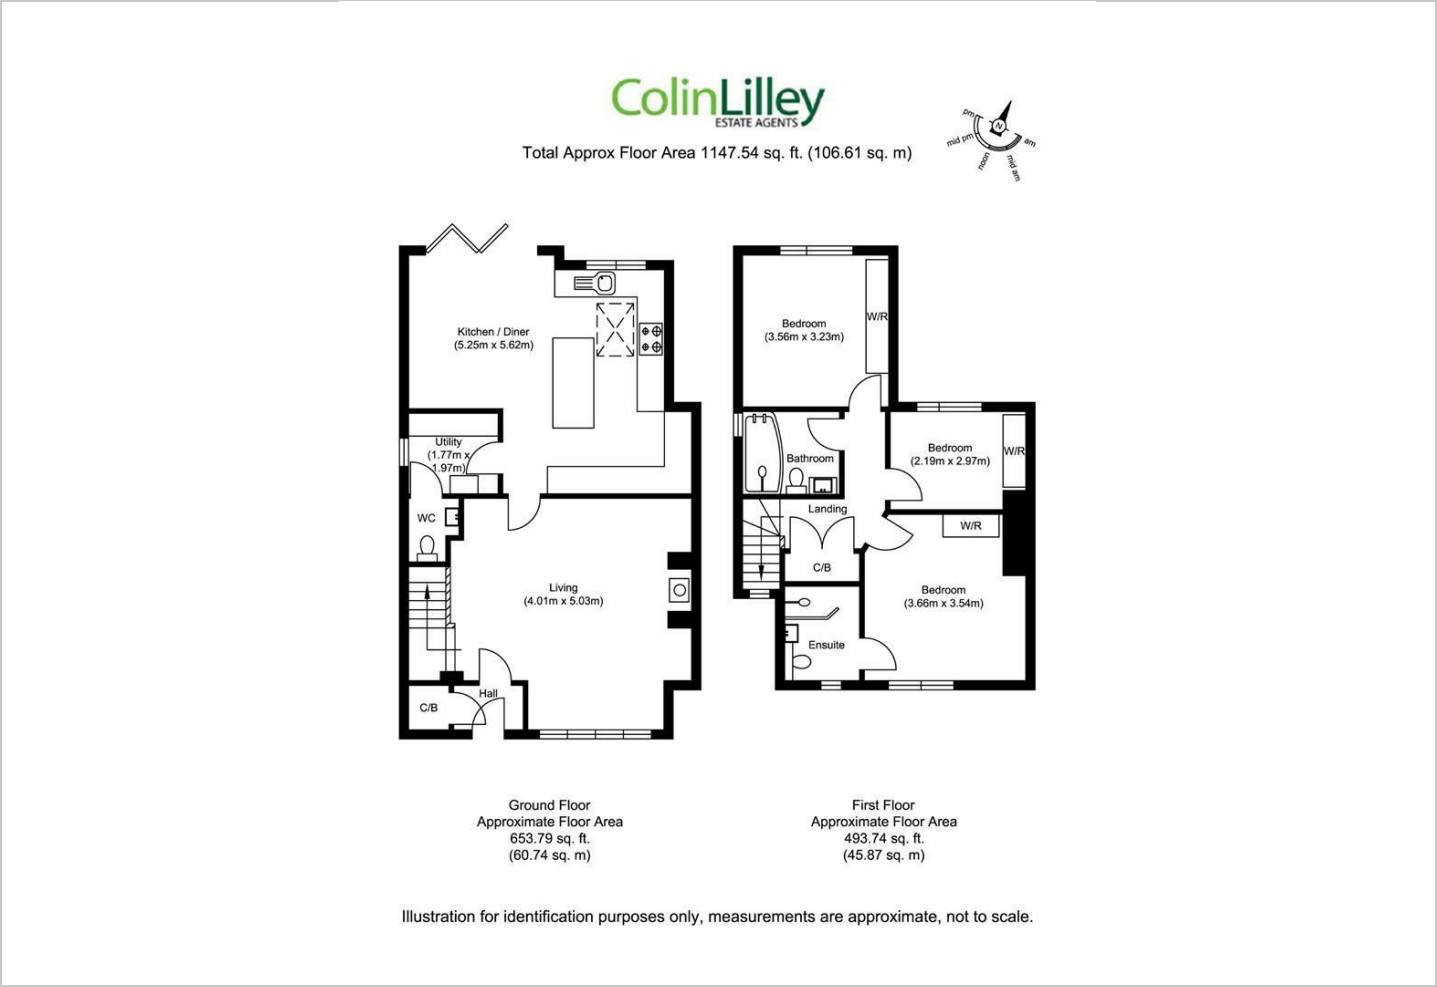 ColinLilley
ESTATE AGENTS
Total Approx Floor Area 1147.54 sq. ft. (106.61 sq. m)
N
pm
mid pm
noon
mid am
am
Kitchen / Diner
(5.25m x 5.62m)
Utility
(1.77m x
1.97m)
WC
Living
(4.01m x 5.03m)
Hall
C/B
Bedroom
(3.56m x 3.23m)
W/R
Bathroom
Bedroom
(2.19m x 2.97m)
W/R
Landing
W/R
C/B
Bedroom
(3.66m x 3.54m)
Ensuite
Ground Floor
Approximate Floor Area
653.79 sq. ft.
(60.74 sq. m)
First Floor
Approximate Floor Area
493.74 sq. ft.
(45.87 sq. m)
Illustration for identification purposes only, measurements are approximate, not to scale.